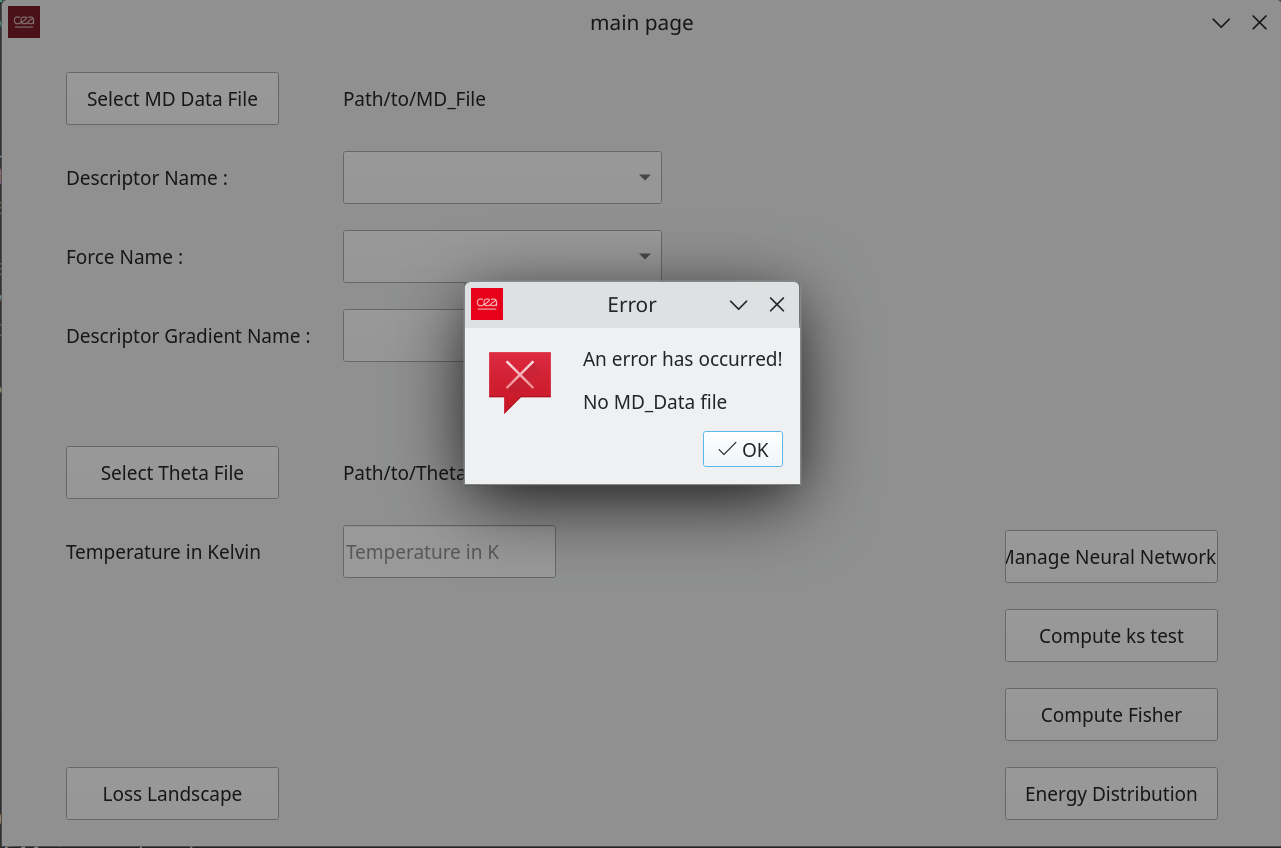 cea
main page
Select MD Data File
Path/to/MD_File
Descriptor Name :
Force Name :
cea
Error
Descriptor Gradient Name :
An error has occurred!
No MD_Data file
OK
Select Theta File
Path/to/Theta
Temperature in Kelvin
Temperature in K
Manage Neural Network
Compute ks test
Compute Fisher
Loss Landscape
Energy Distribution